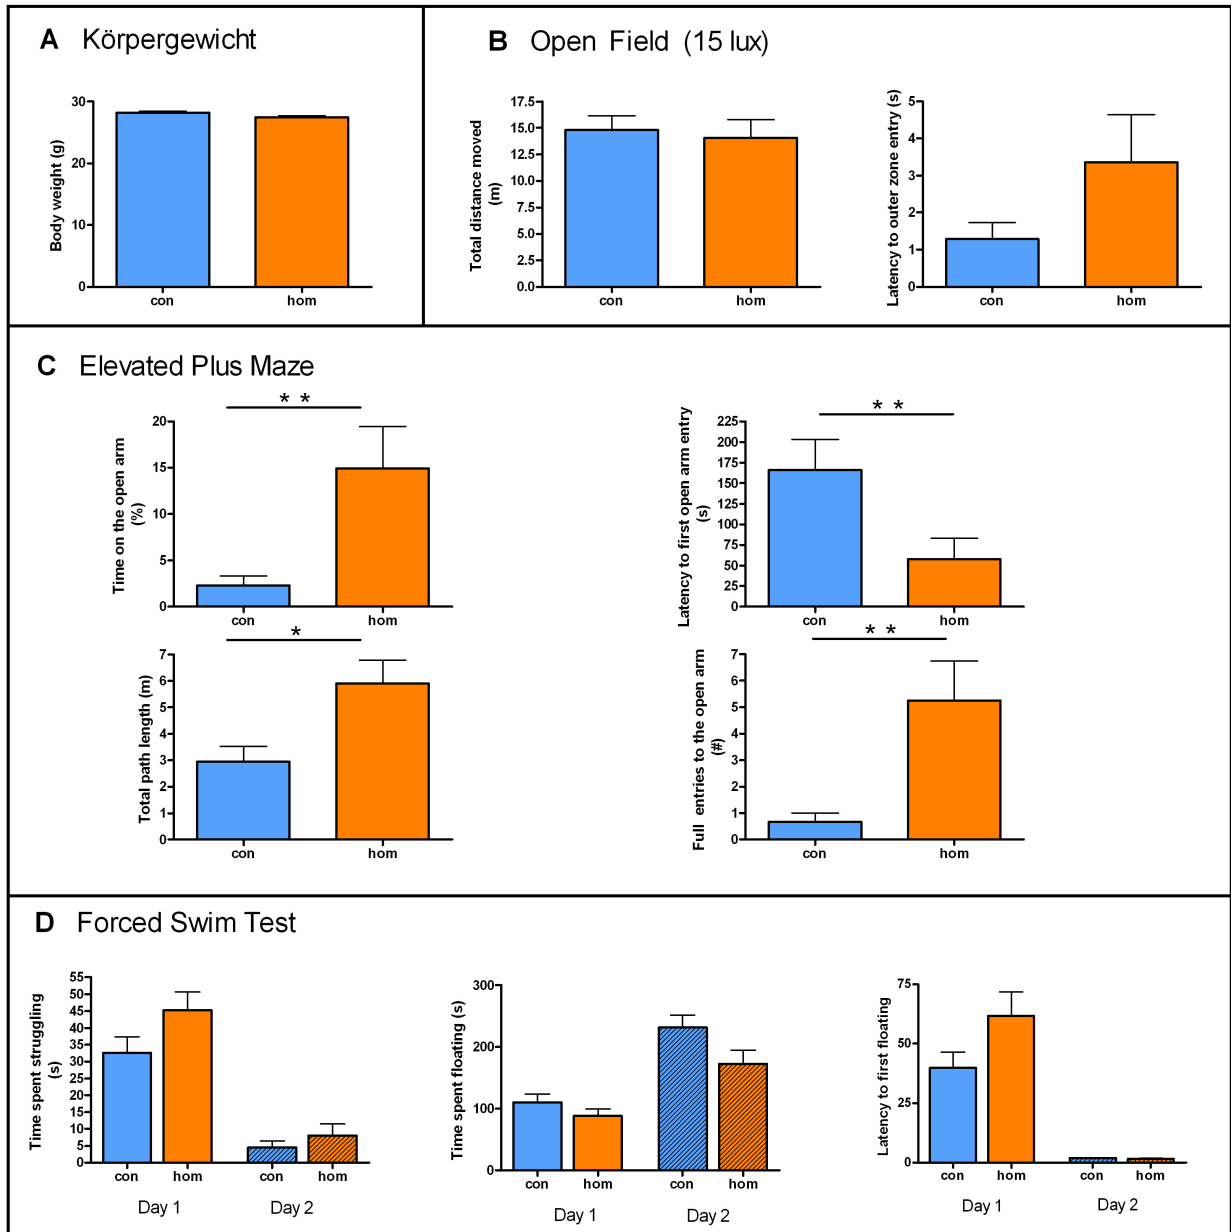 A Körpergewicht
30
20
10
0
Body weight (g)
con hom
B Open Field (15 lux)
17.5
15.0
12.5
10.0
7.5
5.0
2.5
0.0
Total distance moved
(m)
con hom
5
4
3
2
1
0
Latency to outer zone entry (s)
con hom
C Elevated Plus Maze
* *
20
15
10
5
0
Time on the open arm
(%)
con hom
* *
225
200
175
150
125
100
75
50
25
0
Latency to first open arm entry
(s)
con hom
*
7
6
5
4
3
2
1
0
Total path length (m)
con hom
* *
7
6
5
4
3
2
1
0
Full entries to the open arm
(#)
con hom
D Forced Swim Test
55
50
45
40
35
30
25
20
15
10
5
0
Time spent struggling
(s)
con hom con hom
Day 1 Day 2
300
200
100
0
Time spent floating (s)
con hom con hom
Day 1 Day 2
75
50
25
0
Latency to first floating
con hom con hom
Day 1 Day 2